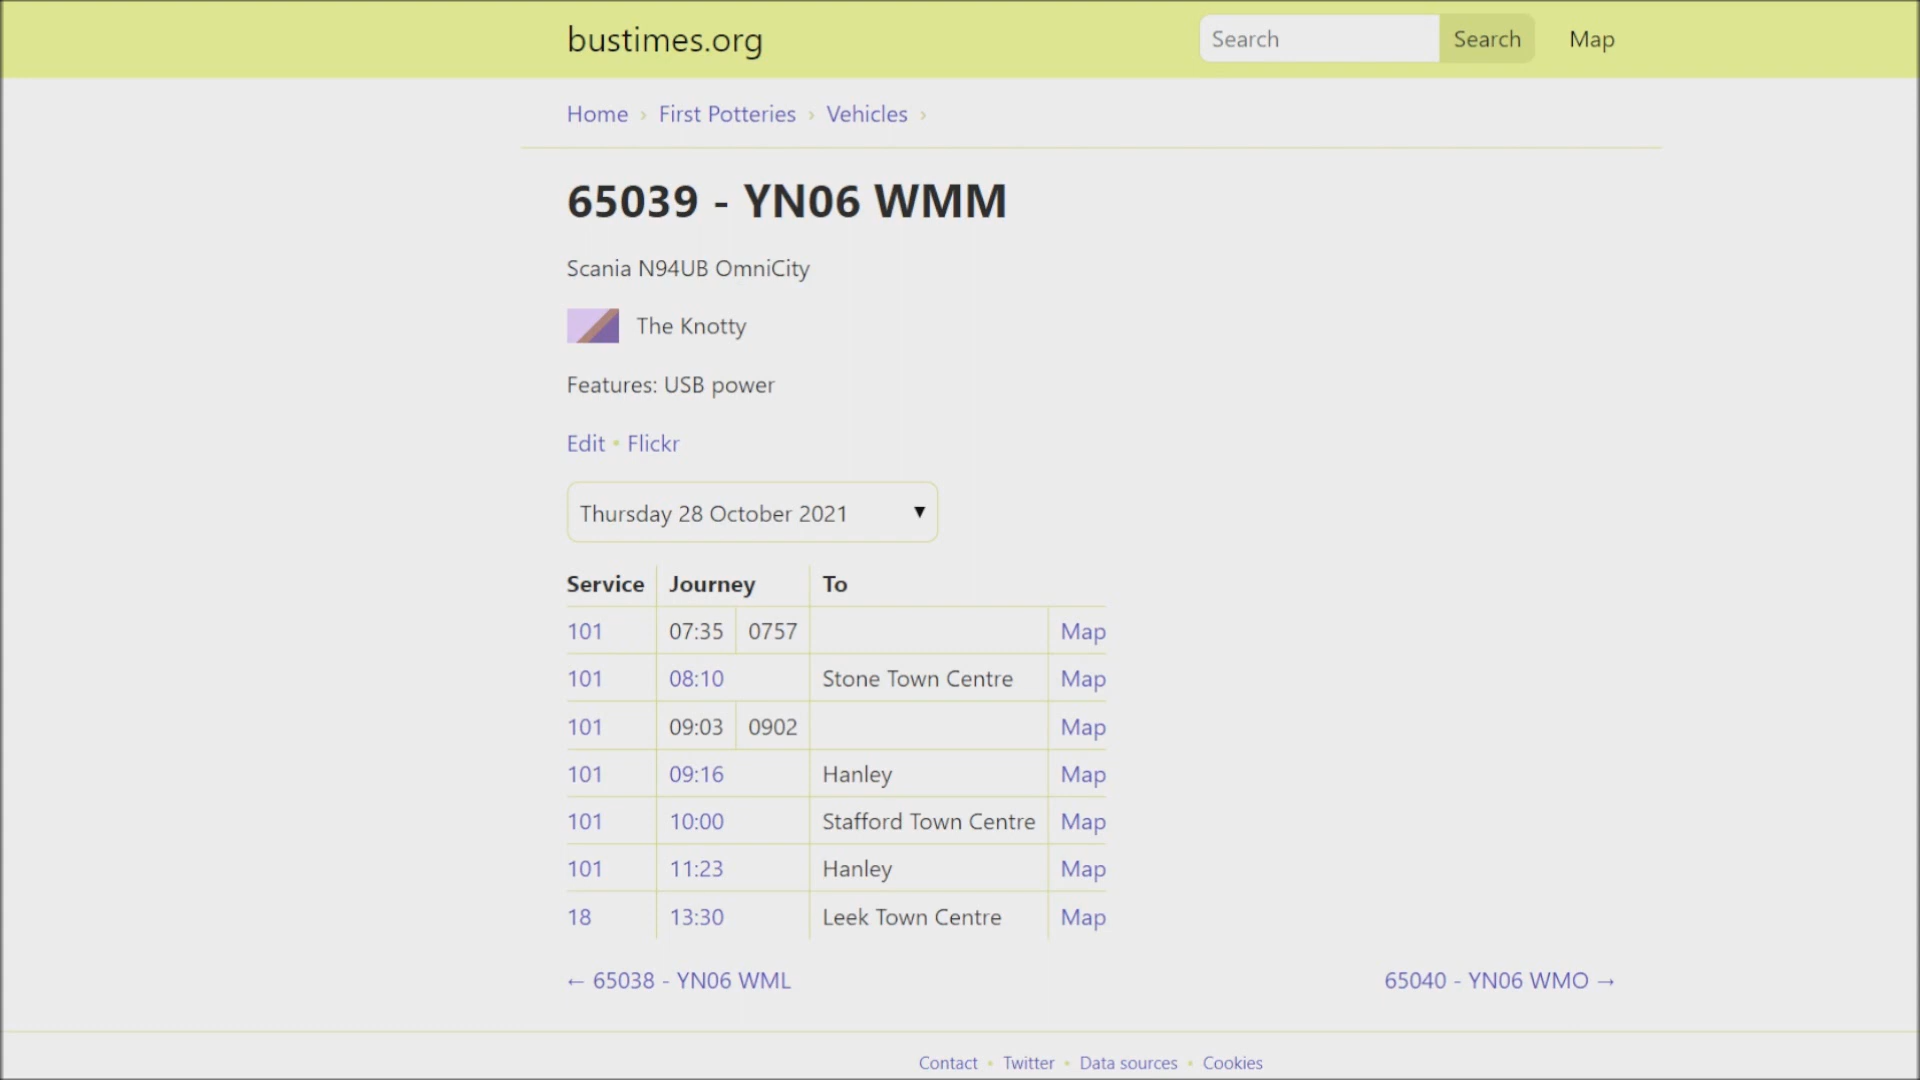 bustimes.org
Search
Search
Map
Home › First Potteries › Vehicles ›
65039 - YN06 WMM
Scania N94UB OmniCity
The Knotty
Features: USB power
Edit • Flickr
Thursday 28 October 2021 ▼
Service Journey To
101 07:35 0757 Map
101 08:10 Stone Town Centre Map
101 09:03 0902 Map
101 09:16 Hanley Map
101 10:00 Stafford Town Centre Map
101 11:23 Hanley Map
18 13:30 Leek Town Centre Map
← 65038 - YN06 WML
65040 - YN06 WMO →
Contact • Twitter • Data sources • Cookies